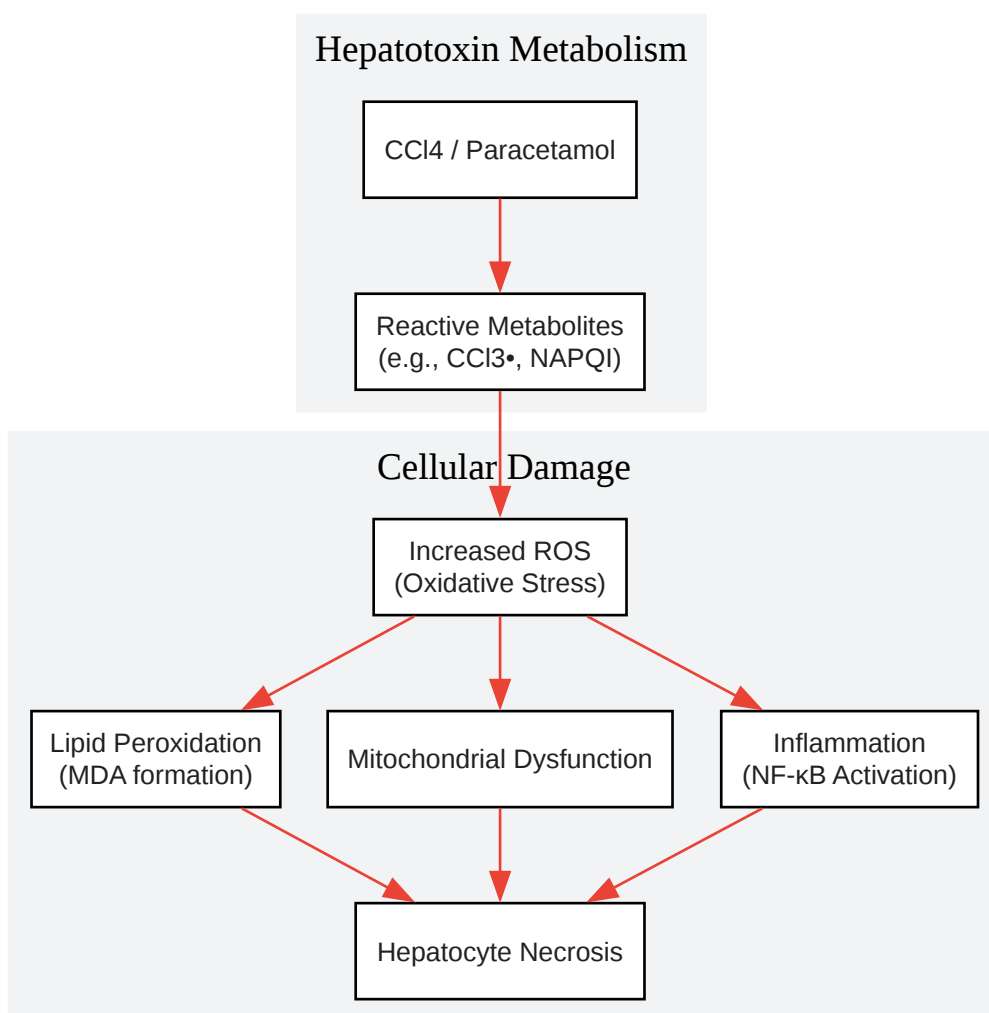 Hepatotoxin Metabolism
CCl4 / Paracetamol
Reactive Metabolites
(e.g., CCl3•, NAPQI)
Cellular Damage
Increased ROS
(Oxidative Stress)
Lipid Peroxidation
(MDA formation)
Mitochondrial Dysfunction
Inflammation
(NF-κB Activation)
Hepatocyte Necrosis